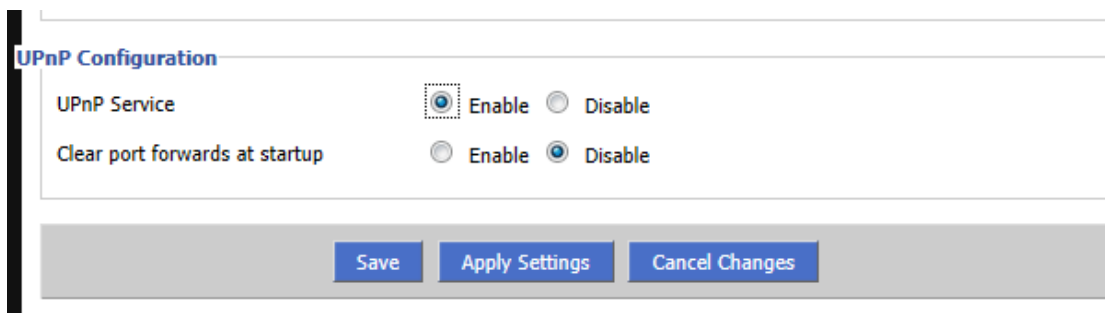 UPnP Configuration
UPnP Service Enable Disable
Clear port forwards at startup Enable Disable
Save Apply Settings Cancel Changes